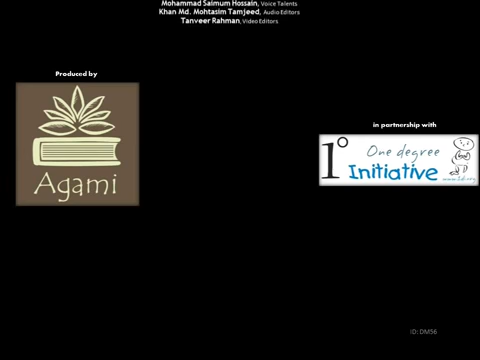 Mohammad Saimum Hossain, Voice Talents
Khan Md. Mohtasim Tamjeed, Audio Editors
Tanveer Rahman, Video Editors
Produced by
Agami
in partnership with
1° One degree
Initiative
ID: DM56